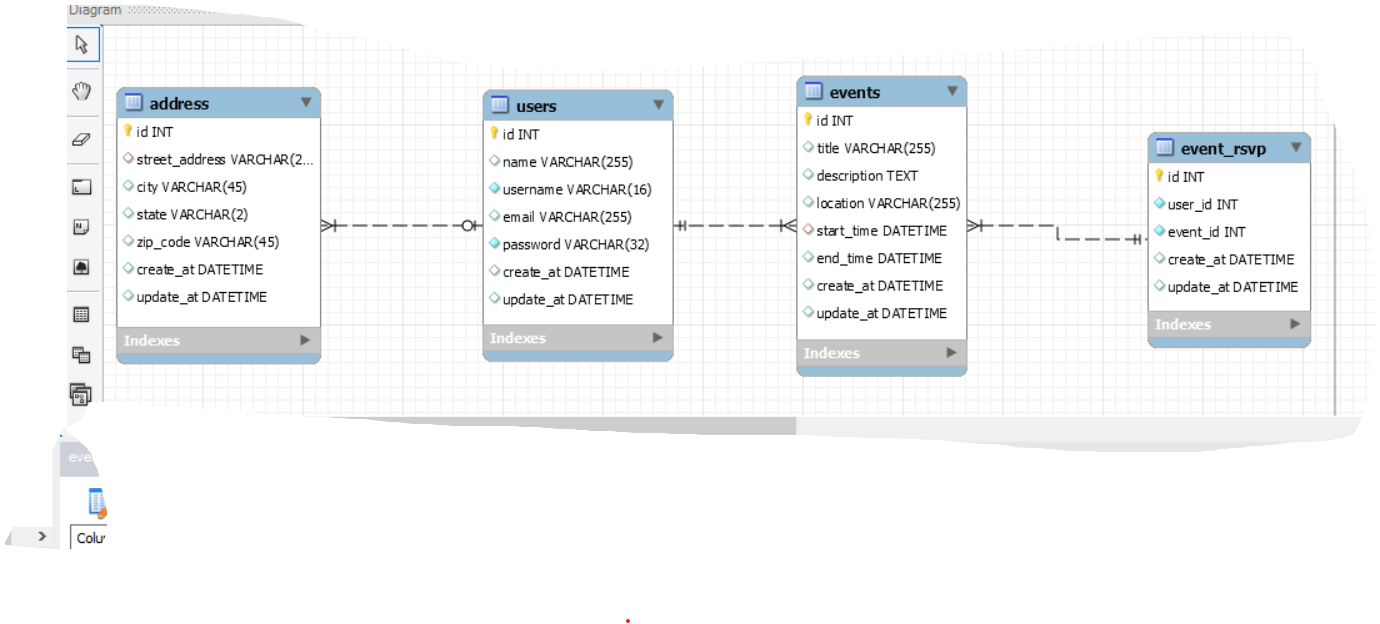 Diagram
address
id INT
street_address VARCHAR(2...
city VARCHAR(45)
state VARCHAR(2)
zip_code VARCHAR(45)
create_at DATETIME
update_at DATETIME
Indexes
users
id INT
name VARCHAR(255)
username VARCHAR(16)
email VARCHAR(255)
password VARCHAR(32)
create_at DATETIME
update_at DATETIME
Indexes
events
id INT
title VARCHAR(255)
description TEXT
location VARCHAR(255)
start_time DATETIME
end_time DATETIME
create_at DATETIME
update_at DATETIME
Indexes
event_rsvp
id INT
user_id INT
event_id INT
create_at DATETIME
update_at DATETIME
Indexes